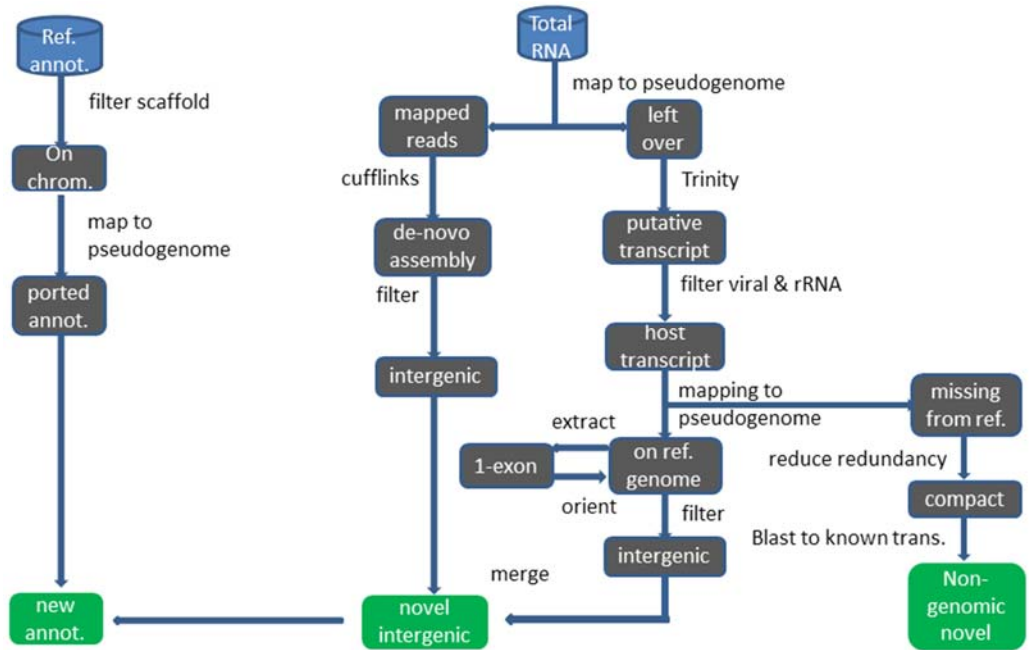 Ref.
annot.
filter scaffold
On
chrom.
map to
pseudogenome
ported
annot.
new
annot.
Total
RNA
map to pseudogenome
mapped
reads
cufflinks
de-novo
assembly
filter
intergenic
novel
intergenic
left
over
Trinity
putative
transcript
filter viral & rRNA
host
transcript
mapping to
pseudogenome
extract
1-exon
orient
on ref.
genome
filter
intergenic
merge
missing
from ref.
reduce redundancy
compact
Blast to known trans.
Non-
genomic
novel